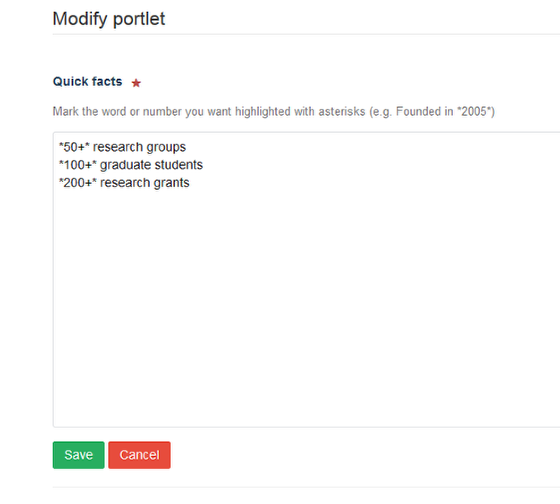 Modify portlet
Quick facts ★
Mark the word or number you want highlighted with asterisks (e.g. Founded in *2005*)
*50+* research groups
*100+* graduate students
*200+* research grants
Save Cancel